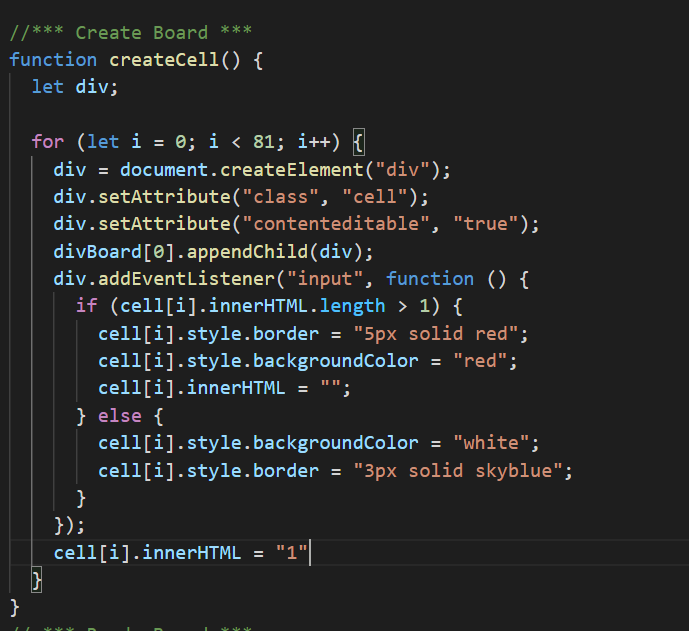 //*** Create Board ***
function createCell() {
let div;
for (let i = 0; i < 81; i++) {
div = document.createElement("div");
div.setAttribute("class", "cell");
div.setAttribute("contenteditable", "true");
divBoard[0].appendChild(div);
div.addEventListener("input", function () {
if (cell[i].innerHTML.length > 1) {
cell[i].style.border = "5px solid red";
cell[i].style.backgroundColor = "red";
cell[i].innerHTML = "";
} else {
cell[i].style.backgroundColor = "white";
cell[i].style.border = "3px solid skyblue";
}
});
cell[i].innerHTML = "1"
}
}